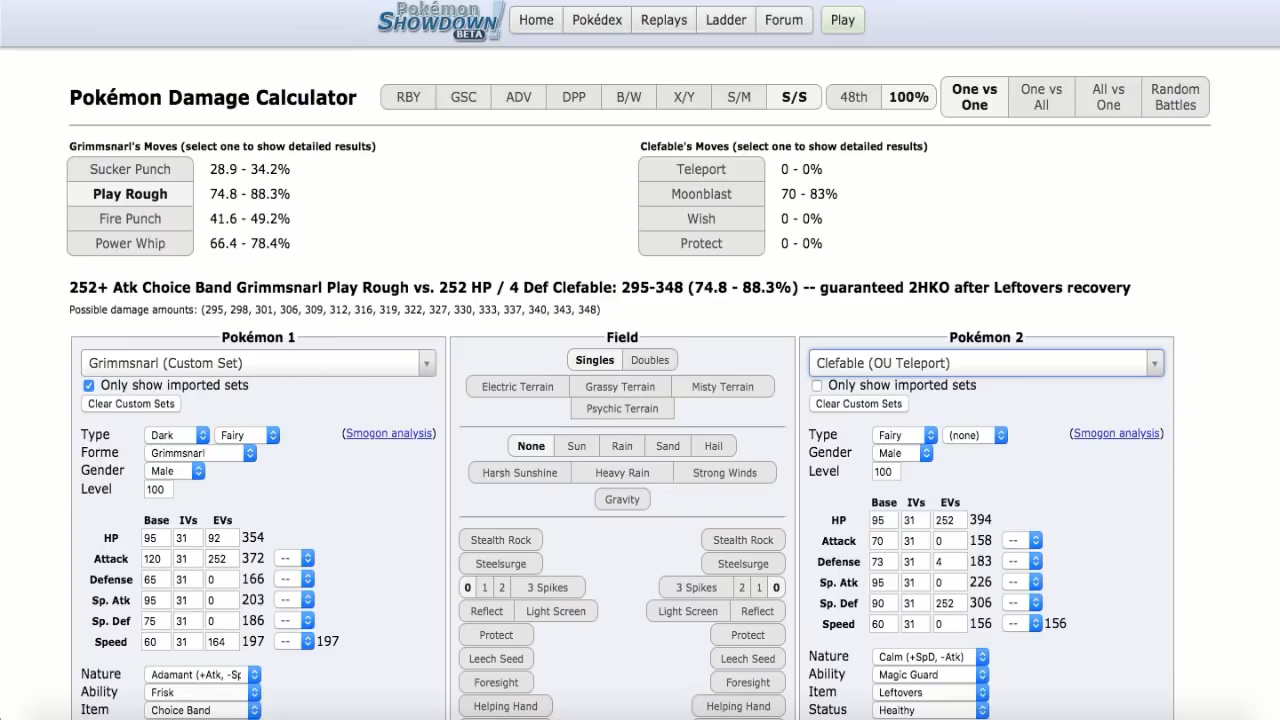 Pokémon
SHOWDOWN!
BETA
Home Pokédex Replays Ladder Forum Play
Pokémon Damage Calculator
RBY GSC ADV DPP B/W X/Y S/M S/S 48th 100%
One vs One
One vs All
All vs One
Random Battles
Grimmsnarl's Moves (select one to show detailed results)
Sucker Punch 28.9 - 34.2%
Play Rough 74.8 - 88.3%
Fire Punch 41.6 - 49.2%
Power Whip 66.4 - 78.4%
Clefable's Moves (select one to show detailed results)
Teleport 0 - 0%
Moonblast 70 - 83%
Wish 0 - 0%
Protect 0 - 0%
252+ Atk Choice Band Grimmsnarl Play Rough vs. 252 HP / 4 Def Clefable: 295-348 (74.8 - 88.3%) -- guaranteed 2HKO after Leftovers recovery
Possible damage amounts: (295, 298, 301, 306, 309, 312, 316, 319, 322, 327, 330, 333, 337, 340, 343, 348)
Pokémon 1
Grimmsnarl (Custom Set)
Only show imported sets
Clear Custom Sets
Type Dark Fairy (Smogon analysis)
Forme Grimmsnarl
Gender Male
Level 100
Base IVs EVs
HP 95 31 92 354
Attack 120 31 252 372 --
Defense 65 31 0 166 --
Sp. Atk 95 31 0 203 --
Sp. Def 75 31 0 186 --
Speed 60 31 164 197 -- 197
Nature Adamant (+Atk, -Sp
Ability Frisk
Item Choice Band
Field
Singles Doubles
Electric Terrain Grassy Terrain Misty Terrain
Psychic Terrain
None Sun Rain Sand Hail
Harsh Sunshine Heavy Rain Strong Winds
Gravity
Stealth Rock Stealth Rock
Steelsurge Steelsurge
0 1 2 3 Spikes 3 Spikes 2 1 0
Reflect Light Screen Light Screen Reflect
Protect Protect
Leech Seed Leech Seed
Foresight Foresight
Helping Hand Helping Hand
Pokémon 2
Clefable (OU Teleport)
Only show imported sets
Clear Custom Sets
Type Fairy (none) (Smogon analysis)
Gender Male
Level 100
Base IVs EVs
HP 95 31 252 394
Attack 70 31 0 158 --
Defense 73 31 4 183 --
Sp. Atk 95 31 0 226 --
Sp. Def 90 31 252 306 --
Speed 60 31 0 156 -- 156
Nature Calm (+SpD, -Atk)
Ability Magic Guard
Item Leftovers
Status Healthy